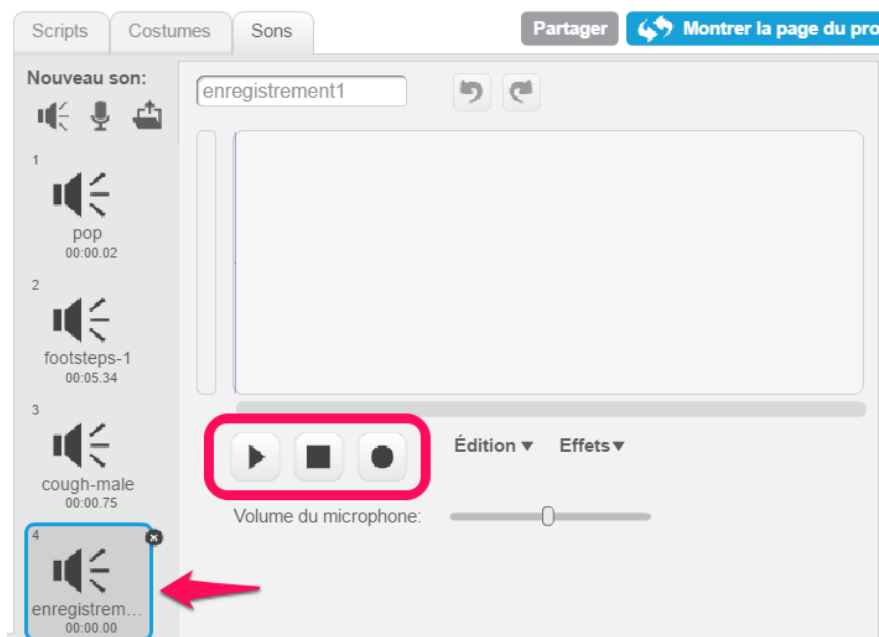 Scripts
Costumes
Sons
Partager
Montrer la page du pro
Nouveau son:
enregistrement1
1
pop
00:00.02
2
footsteps-1
00:05.34
3
cough-male
00:00.75
Édition
Effets
Volume du microphone:
4
enregistrem...
00:00.00